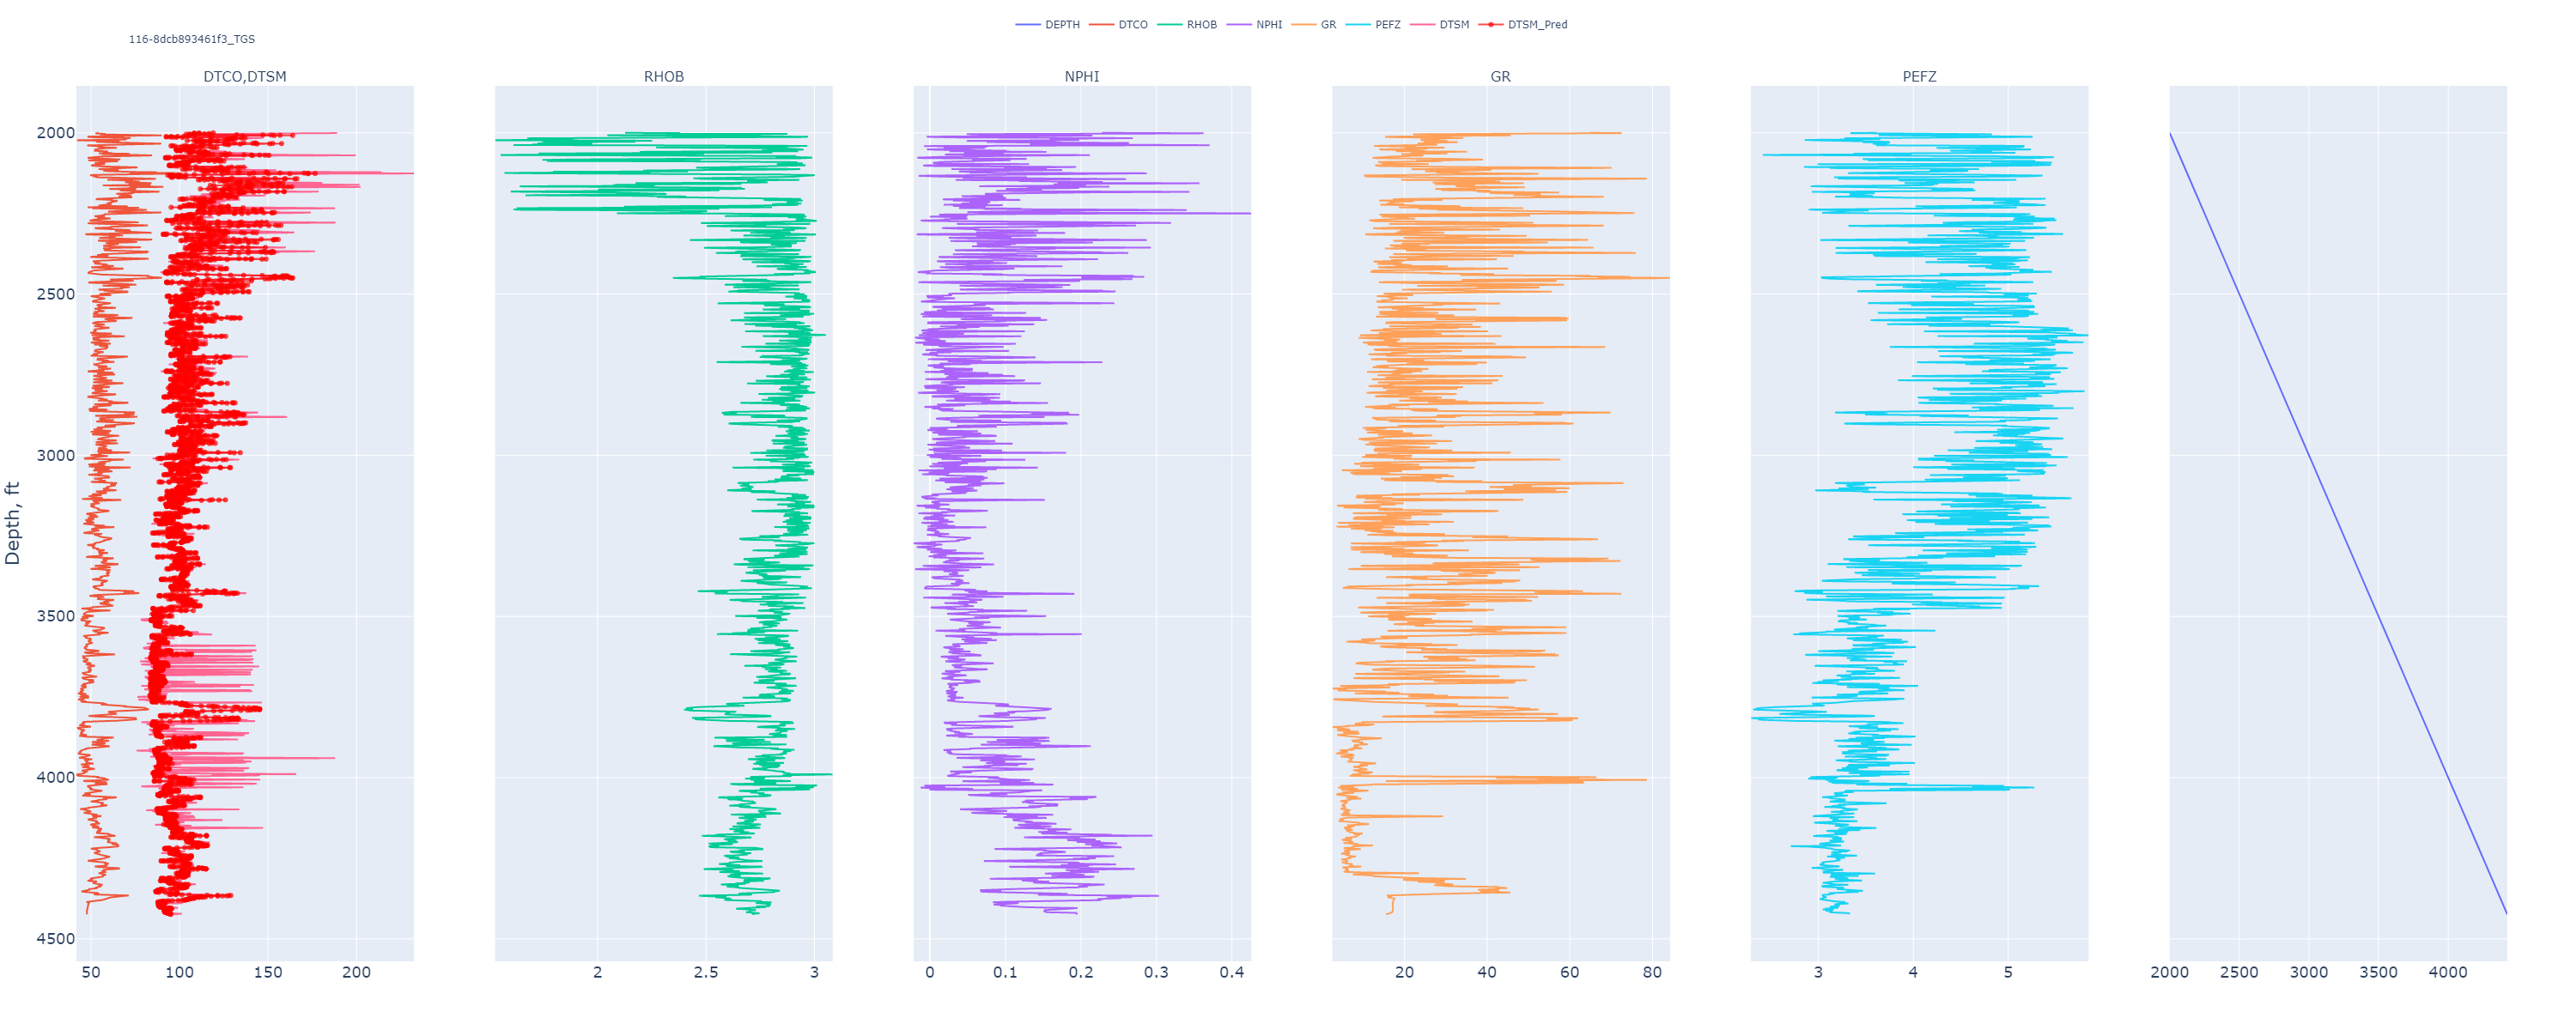 DEPTH DTCO RHOB NPHI GR PEFZ DTSM DTSM_Pred
116-8dcb893461f3_TGS
DTCO,DTSM RHOB NPHI GR PEFZ
Depth, ft
2000
2500
3000
3500
4000
4500
50 100 150 200 2 2.5 3 0 0.1 0.2 0.3 0.4 20 40 60 80 3 4 5 2000 2500 3000 3500 4000